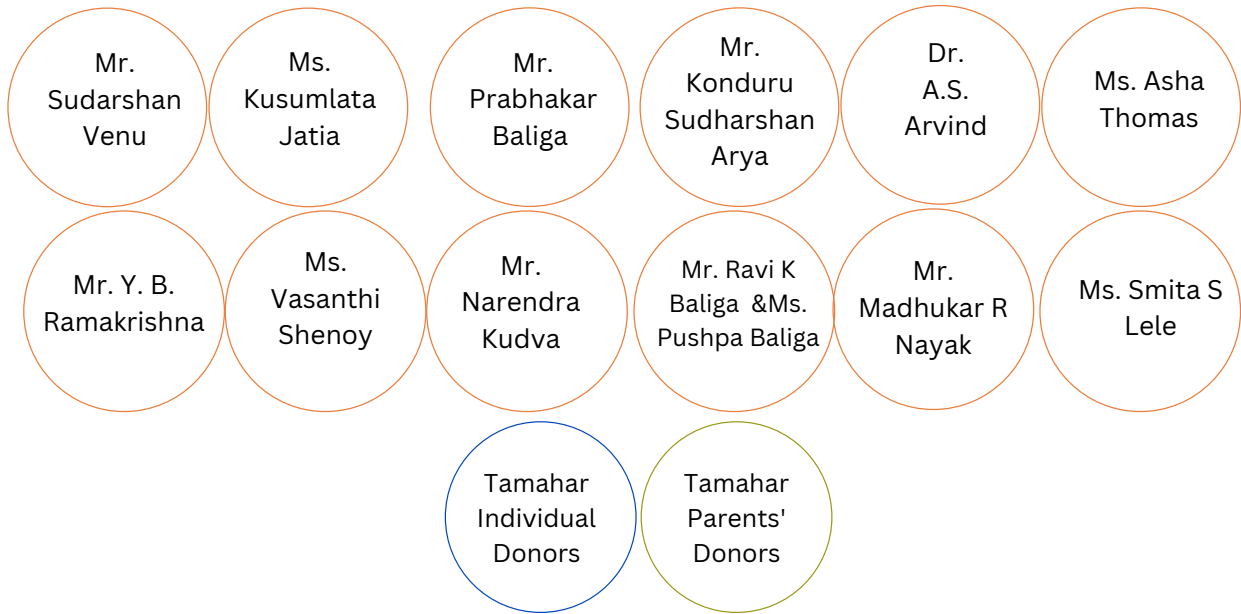 Mr.
Sudarshan
Venu
Ms.
Kusumlata
Jatia
Mr.
Prabhakar
Baliga
Mr.
Konduru
Sudharshan
Arya
Dr.
A.S.
Arvind
Ms. Asha
Thomas
Mr. Y. B.
Ramakrishna
Ms.
Vasanthi
Shenoy
Mr.
Narendra
Kudva
Mr. Ravi K
Baliga &Ms.
Pushpa Baliga
Mr.
Madhukar R
Nayak
Ms. Smita S
Lele
Tamahar
Individual
Donors
Tamahar
Parents'
Donors